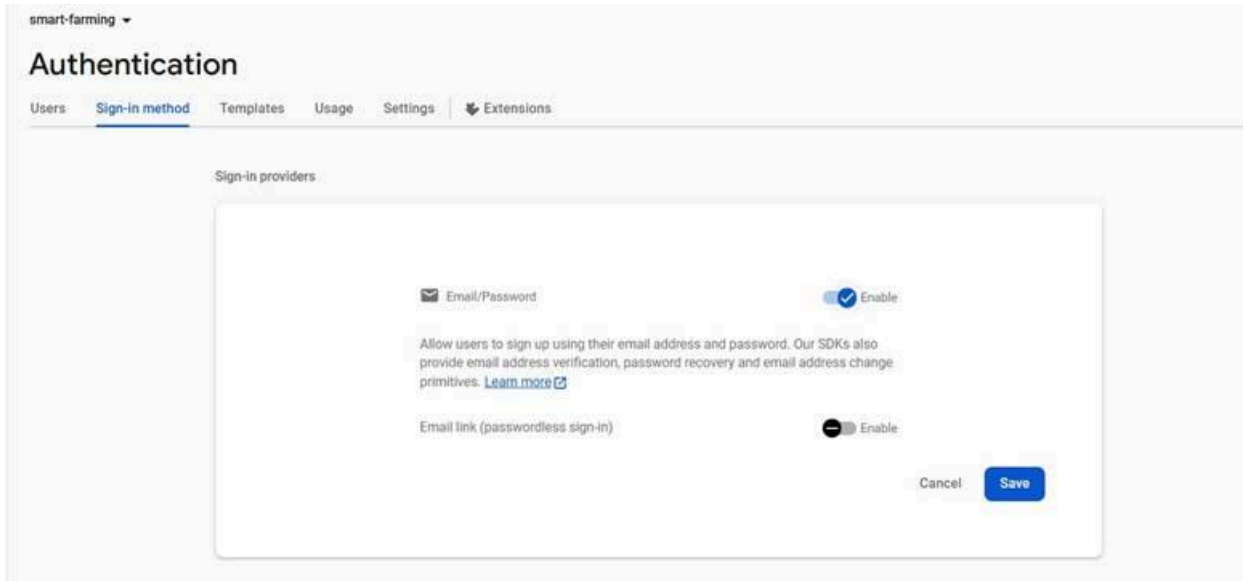 smart-farming
Authentication
Users Sign-in method Templates Usage Settings Extensions
Sign-in providers
Email/Password Enable
Allow users to sign up using their email address and password. Our SDKs also
provide email address verification, password recovery and email address change
primitives. Learn more
Email link (passwordless sign-in) Enable
Cancel Save